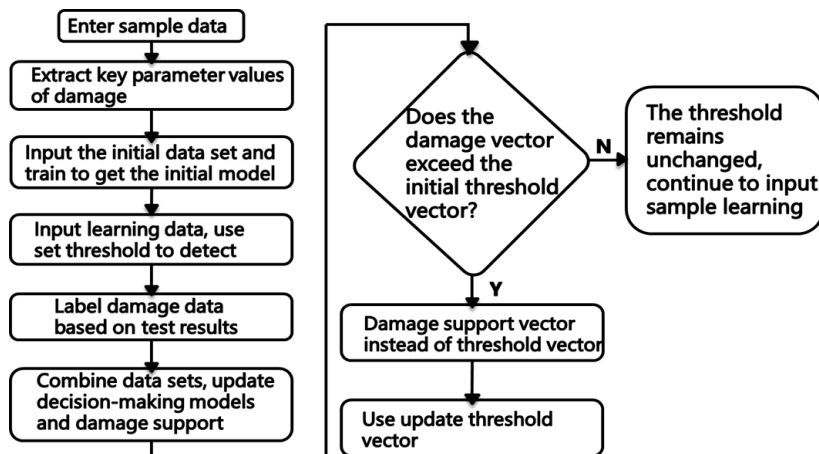 Enter sample data
Extract key parameter values
of damage
Input the initial data set and
train to get the initial model
Input learning data, use
set threshold to detect
Label damage data
based on test results
Combine data sets, update
decision-making models
and damage support
Does the
damage vector
exceed the
initial threshold
vector?
N
The threshold
remains
unchanged,
continue to input
sample learning
Y
Damage support vector
instead of threshold vector
Use update threshold
vector